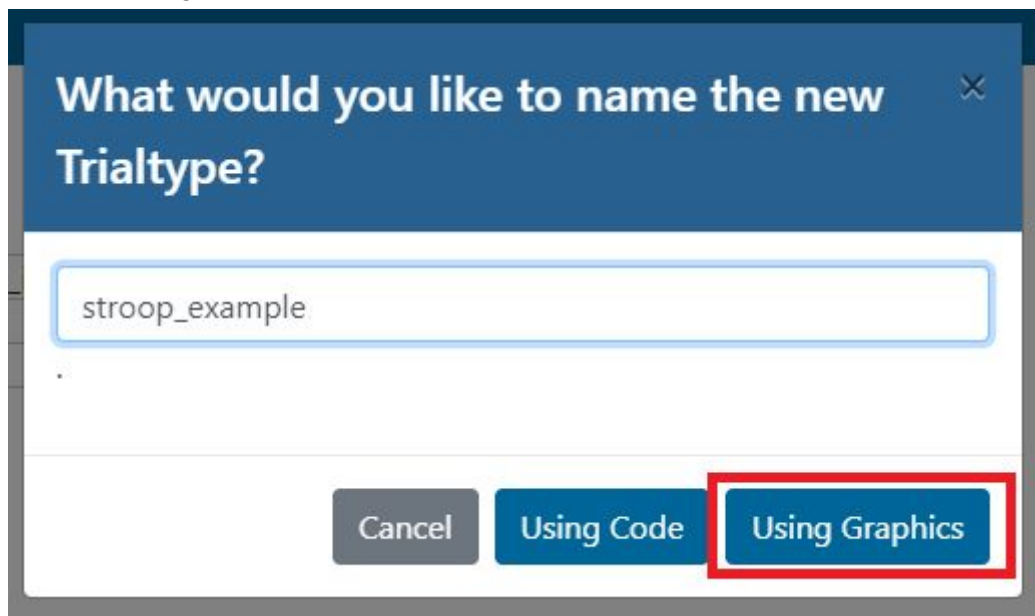 What would you like to name the new
Trialtype?
×
stroop_example
.
Cancel Using Code Using Graphics